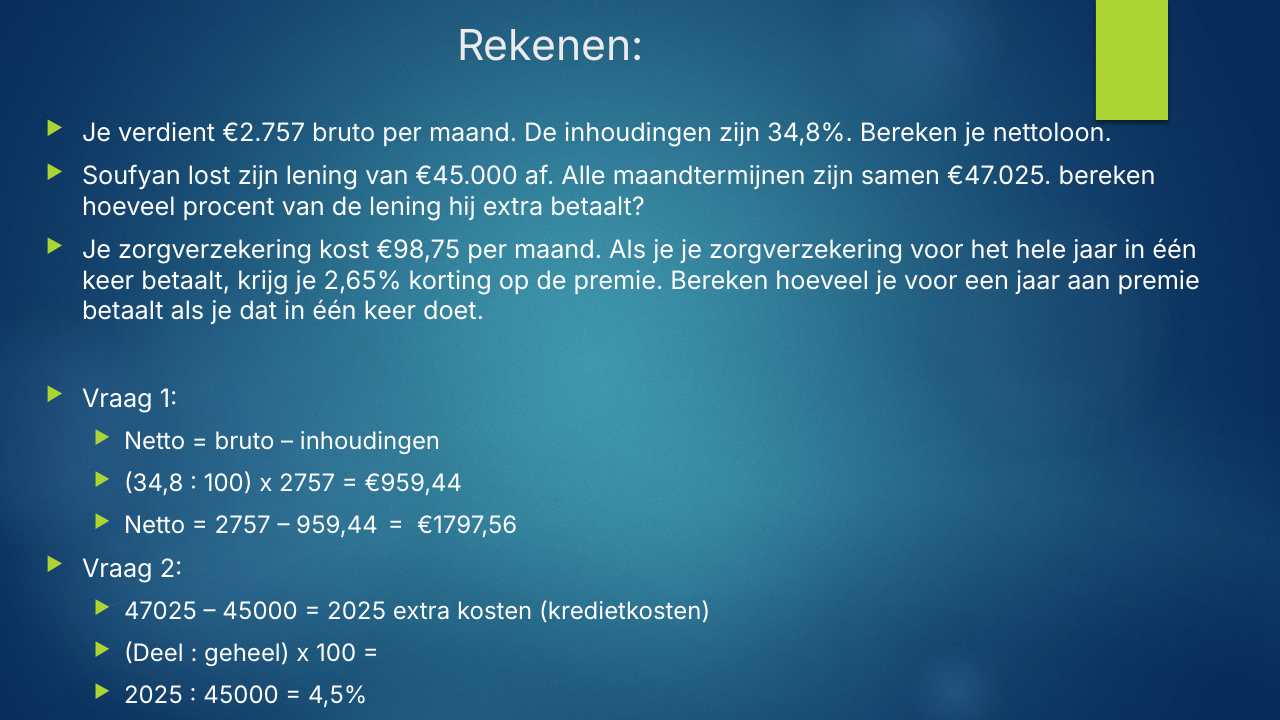 Rekenen:
Je verdient €2.757 bruto per maand. De inhoudingen zijn 34,8%. Bereken je nettoloon.
Soufyan lost zijn lening van €45.000 af. Alle maandtermijnen zijn samen €47.025. bereken
hoeveel procent van de lening hij extra betaalt?
Je zorgverzekering kost €98,75 per maand. Als je je zorgverzekering voor het hele jaar in één
keer betaalt, krijg je 2,65% korting op de premie. Bereken hoeveel je voor een jaar aan premie
betaalt als je dat in één keer doet.
Vraag 1:
Netto = bruto – inhoudingen
(34,8 : 100) x 2757 = €959,44
Netto = 2757 – 959,44 = €1797,56
Vraag 2:
47025 – 45000 = 2025 extra kosten (kredietkosten)
(Deel : geheel) x 100 =
2025 : 45000 = 4,5%